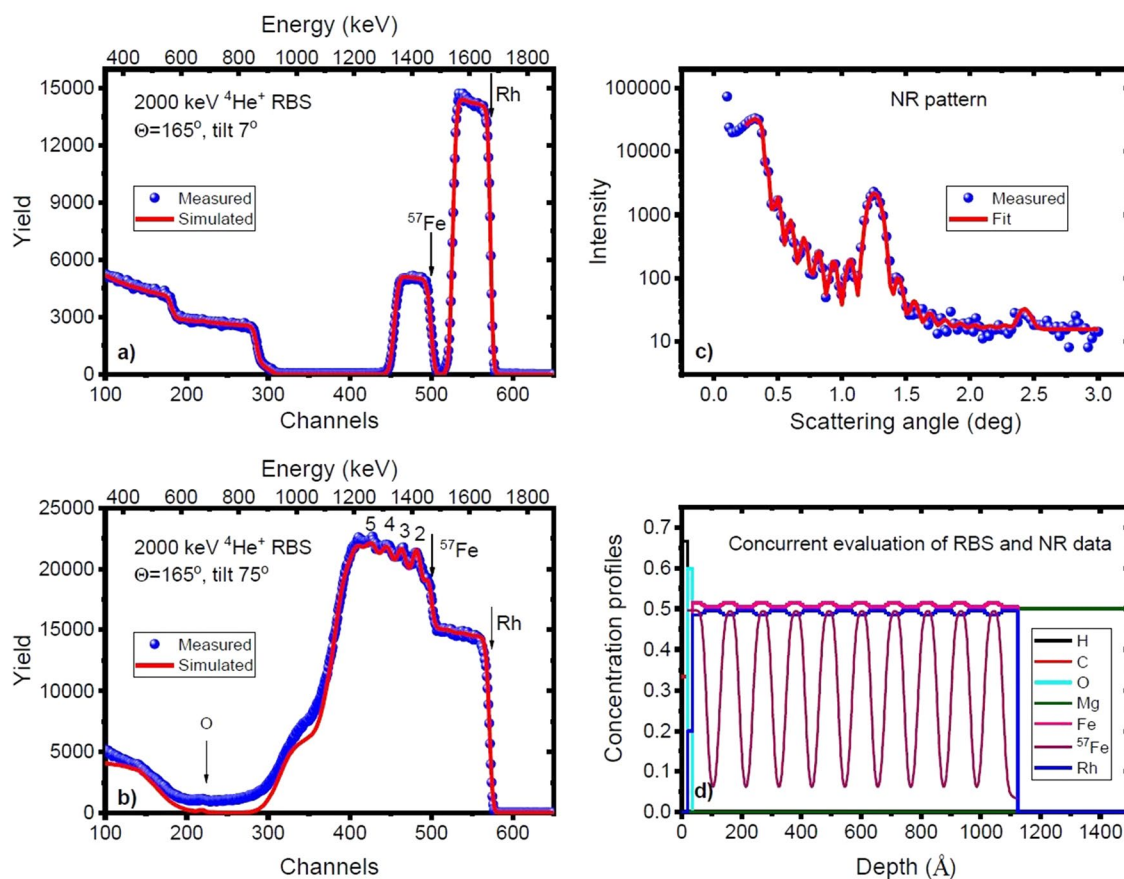 Energy (keV)
400 600 800 1000 1200 1400 1600 1800
15000
12000
9000
6000
3000
0
Yield
2000 keV ⁴He⁺ RBS
Θ=165°, tilt 7°
Measured
Simulated
⁵⁷Fe
Rh
a)
100 200 300 400 500 600
Channels
100000
10000
1000
100
10
Intensity
NR pattern
Measured
Fit
c)
0.0 0.5 1.0 1.5 2.0 2.5 3.0
Scattering angle (deg)
Energy (keV)
400 600 800 1000 1200 1400 1600 1800
25000
20000
15000
10000
5000
0
Yield
2000 keV ⁴He⁺ RBS
Θ=165°, tilt 75°
Measured
Simulated
5 4 3 2
⁵⁷Fe
Rh
O
b)
100 200 300 400 500 600
Channels
0.7
0.6
0.5
0.4
0.3
0.2
0.1
0.0
Concentration profiles
Concurrent evaluation of RBS and NR data
H
C
O
Mg
Fe
⁵⁷Fe
Rh
d)
0 200 400 600 800 1000 1200 1400
Depth (Å)